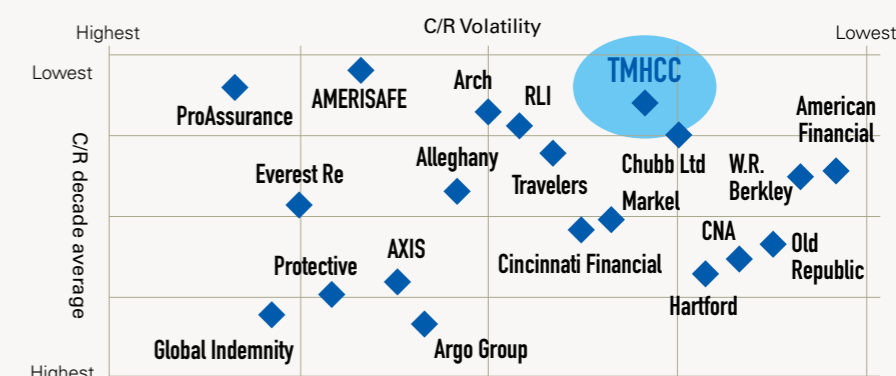 C/R Volatility
Highest
Lowest
Lowest
TMHCC
Arch
RLI
AMERISAFE
ProAssurance
American
Financial
Alleghany
Chubb Ltd
W.R.
Berkley
Everest Re
Travelers
Markel
C/R decade average
CNA
Old
Republic
AXIS
Cincinnati Financial
Protective
Hartford
Global Indemnity
Argo Group
Highest